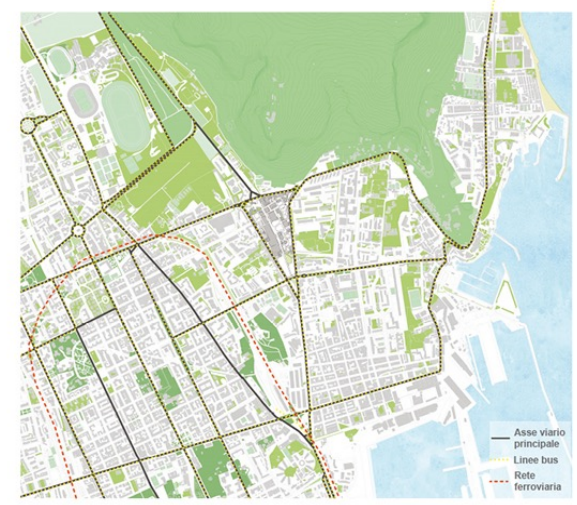 Asse viario
principale
Linee bus
Rete
ferroviaria